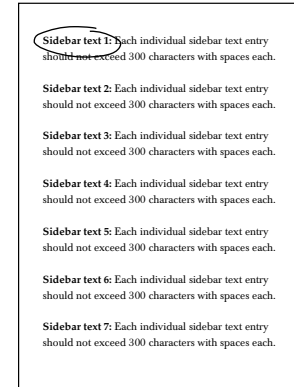 Sidebar text 1: Each individual sidebar text entry
should not exceed 300 characters with spaces each.
Sidebar text 2: Each individual sidebar text entry
should not exceed 300 characters with spaces each.
Sidebar text 3: Each individual sidebar text entry
should not exceed 300 characters with spaces each.
Sidebar text 4: Each individual sidebar text entry
should not exceed 300 characters with spaces each.
Sidebar text 5: Each individual sidebar text entry
should not exceed 300 characters with spaces each.
Sidebar text 6: Each individual sidebar text entry
should not exceed 300 characters with spaces each.
Sidebar text 7: Each individual sidebar text entry
should not exceed 300 characters with spaces each.